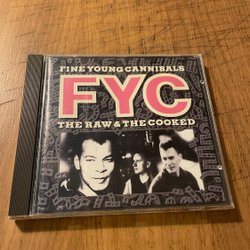 FINE YOUNG CANNIBALS
FYC
THE RAW & THE COOKED